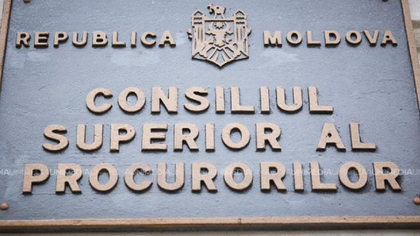 REPUBLICA MOLDOVA
CONSILIUL
SUPERIOR AL
PROCURORILOR